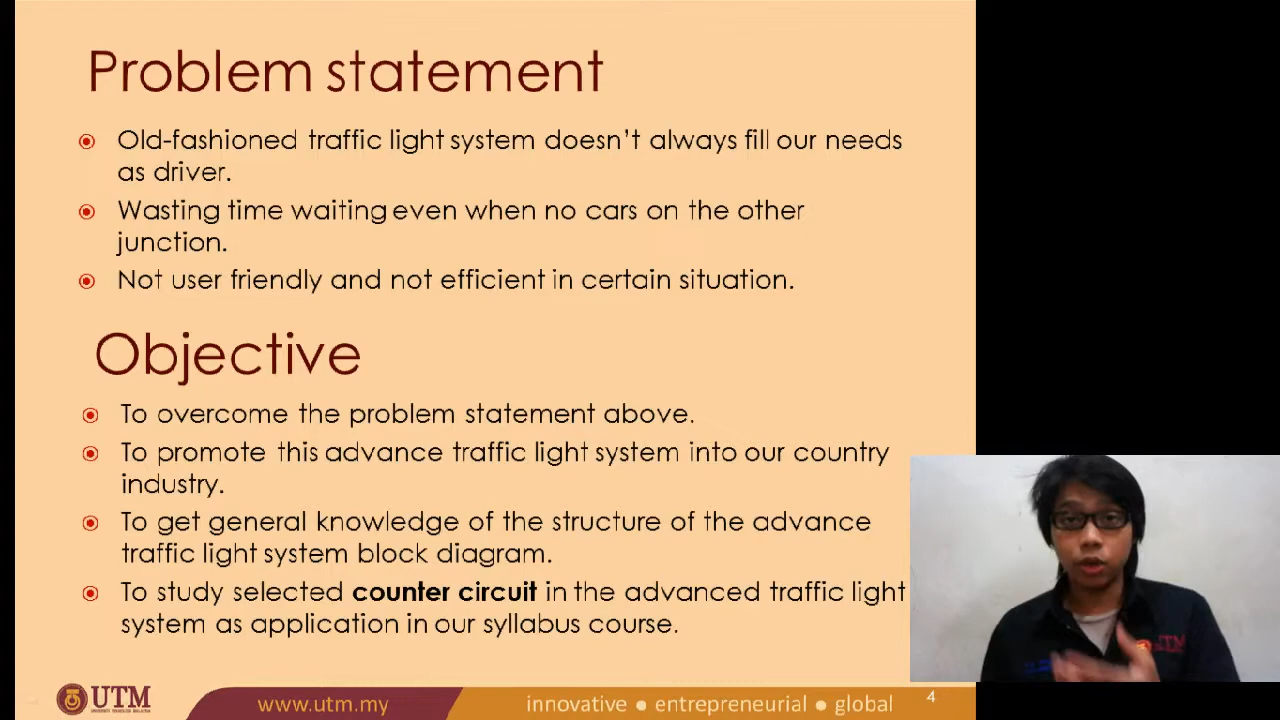 Problem statement
Old-fashioned traffic light system doesn't always fill our needs
as driver.
Wasting time waiting even when no cars on the other
junction.
Not user friendly and not efficient in certain situation.
Objective
To overcome the problem statement above.
To promote this advance traffic light system into our country
industry.
To get general knowledge of the structure of the advance
traffic light system block diagram.
To study selected counter circuit in the advanced traffic light
system as application in our syllabus course.
UTM
www.utm.my
innovative ● entrepreneurial ● global
4
UTM